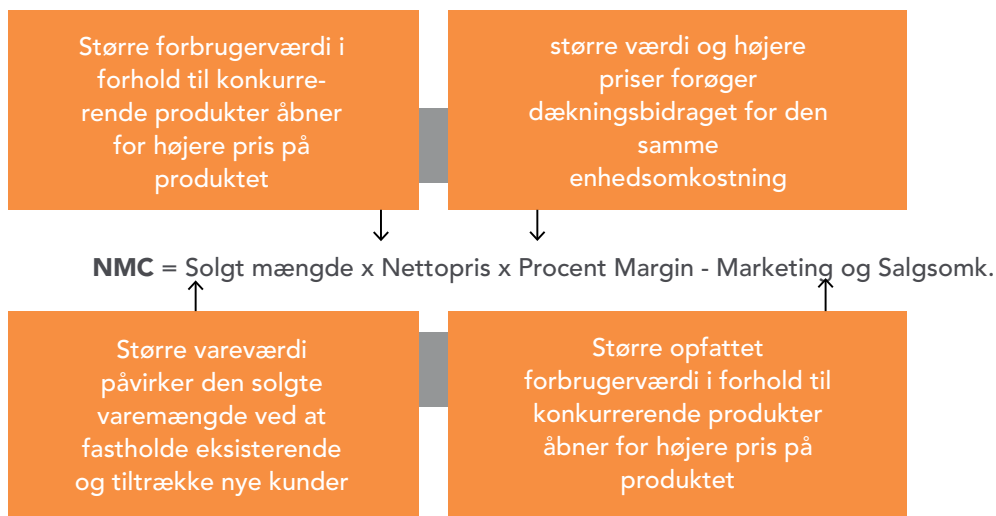 Større forbrugerværdi i
forhold til konkurre-
rende produkter åbner
for højere pris på
produktet
større værdi og højere
priser forøger
dækningsbidraget for den
samme
enhedsomkostning
NMC = Solgt mængde x Nettopris x Procent Margin - Marketing og Salgsomk.
Større vareværdi
påvirker den solgte
varemængde ved at
fastholde eksisterende
og tiltrække nye kunder
Større opfattet
forbrugerværdi i forhold til
konkurrerende produkter
åbner for højere pris på
produktet